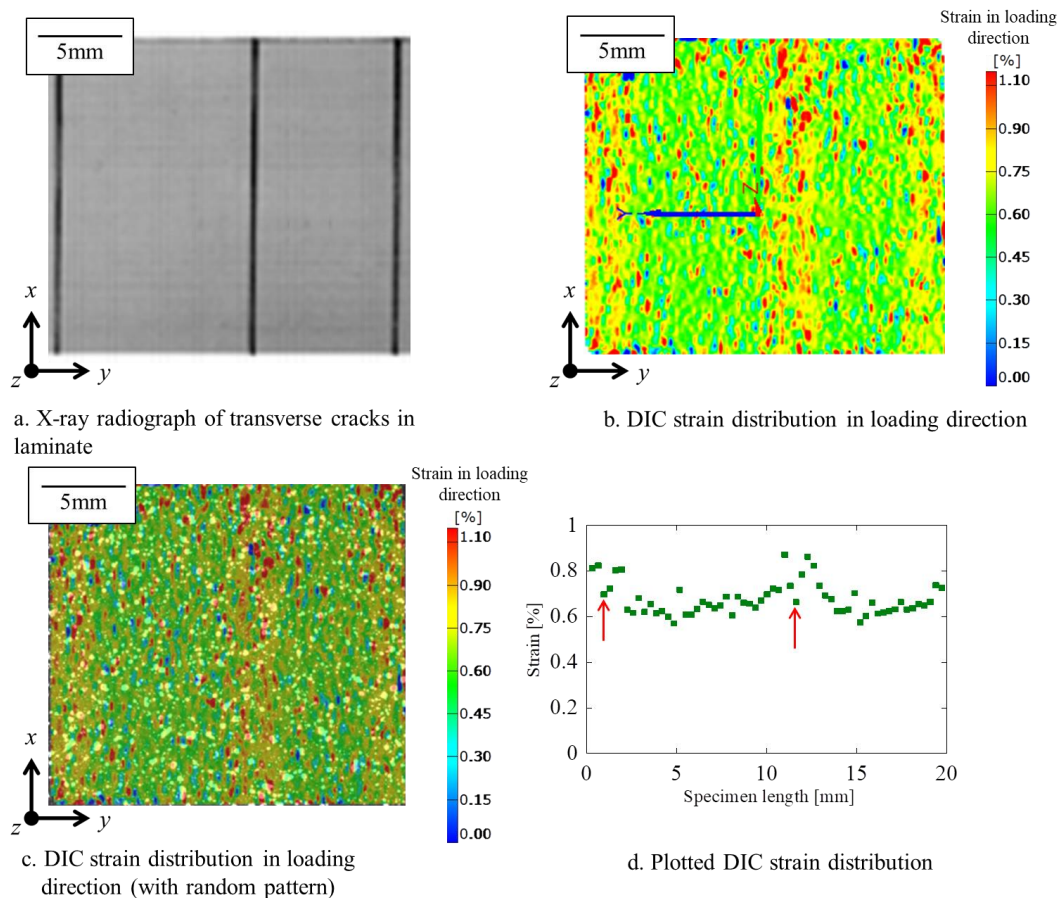 5mm
x
z
y
a. X-ray radiograph of transverse cracks in
laminate
5mm
Strain in loading
direction
[%]
1.10
0.90
0.75
0.60
0.45
0.30
0.15
0.00
x
z
y
b. DIC strain distribution in loading direction
5mm
Strain in loading
direction
[%]
1.10
0.90
0.75
0.60
0.45
0.30
0.15
0.00
x
z
y
c. DIC strain distribution in loading
direction (with random pattern)
Strain [%]
1
0.8
0.6
0.4
0.2
0
0 5 10 15 20
Specimen length [mm]
d. Plotted DIC strain distribution